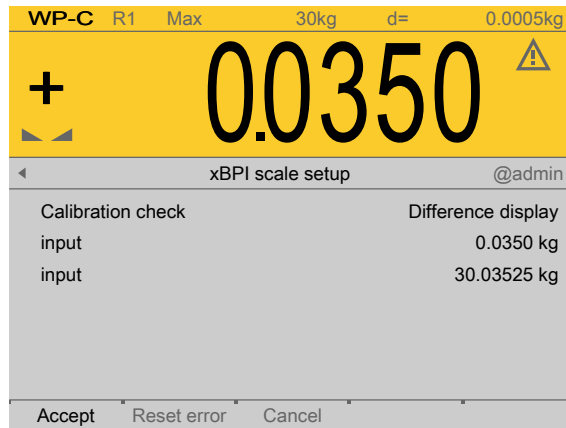 WP-C R1 Max 30kg d= 0.0005kg
+ 0.0350
xBPI scale setup @admin
Calibration check Difference display
input 0.0350 kg
input 30.03525 kg
Accept Reset error Cancel